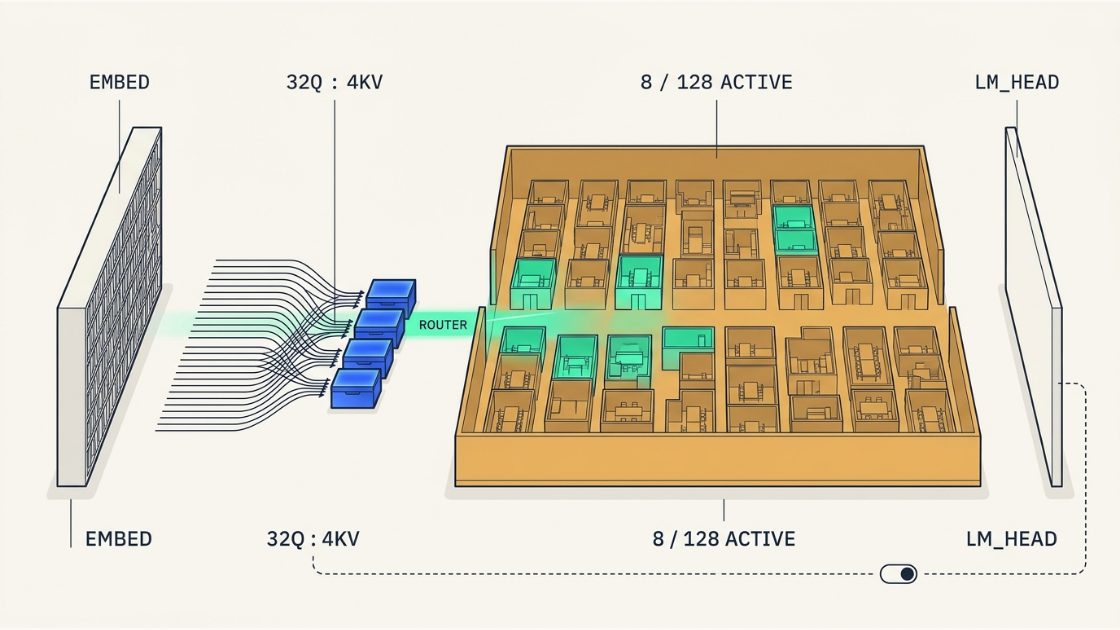 EMBED
32Q : 4KV
8 / 128 ACTIVE
LM_HEAD
ROUTER
EMBED
32Q : 4KV
8 / 128 ACTIVE
LM_HEAD